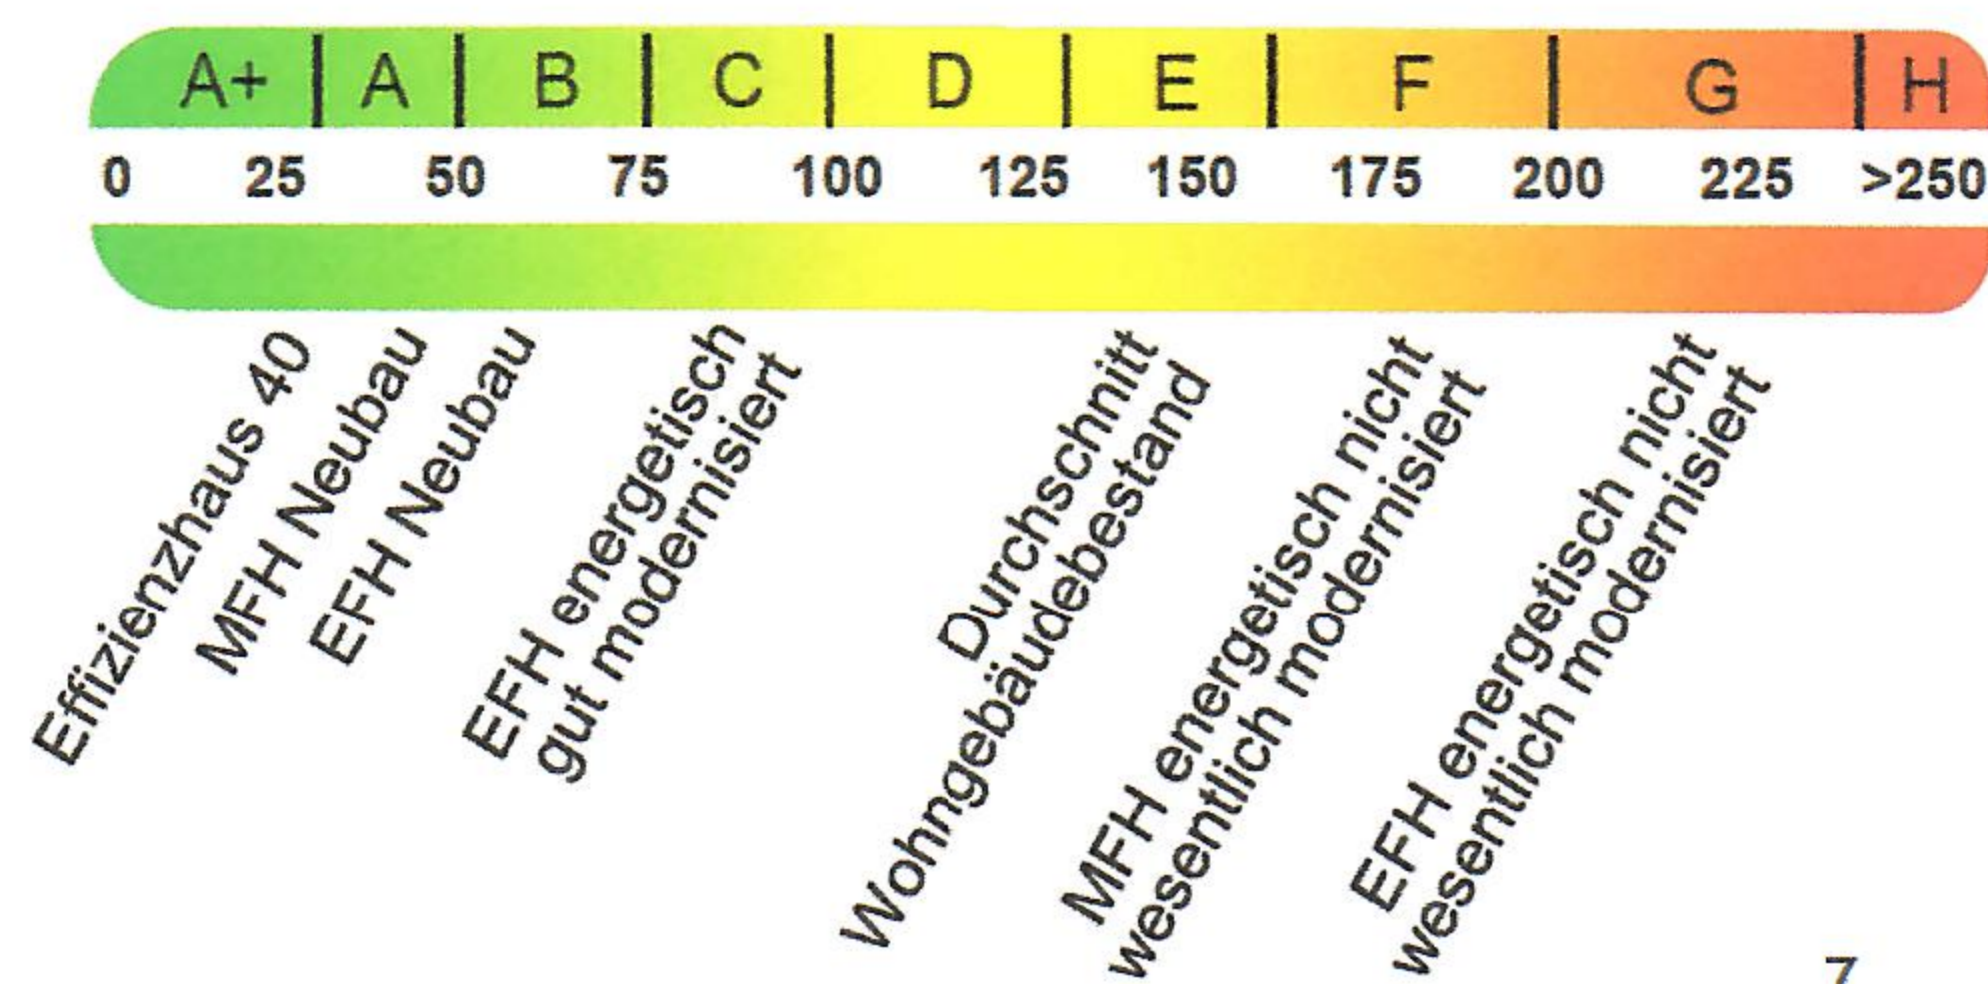 A+ A B C D E F G H
0 25 50 75 100 125 150 175 200 225 >250
Effizienzhaus 40
MFH Neubau
EFH Neubau
EFH energetisch
gut modernisiert
Durchschnitt
Wohngebäudebestand
MFH energetisch nicht
wesentlich modernisiert
EFH energetisch nicht
wesentlich modernisiert
7